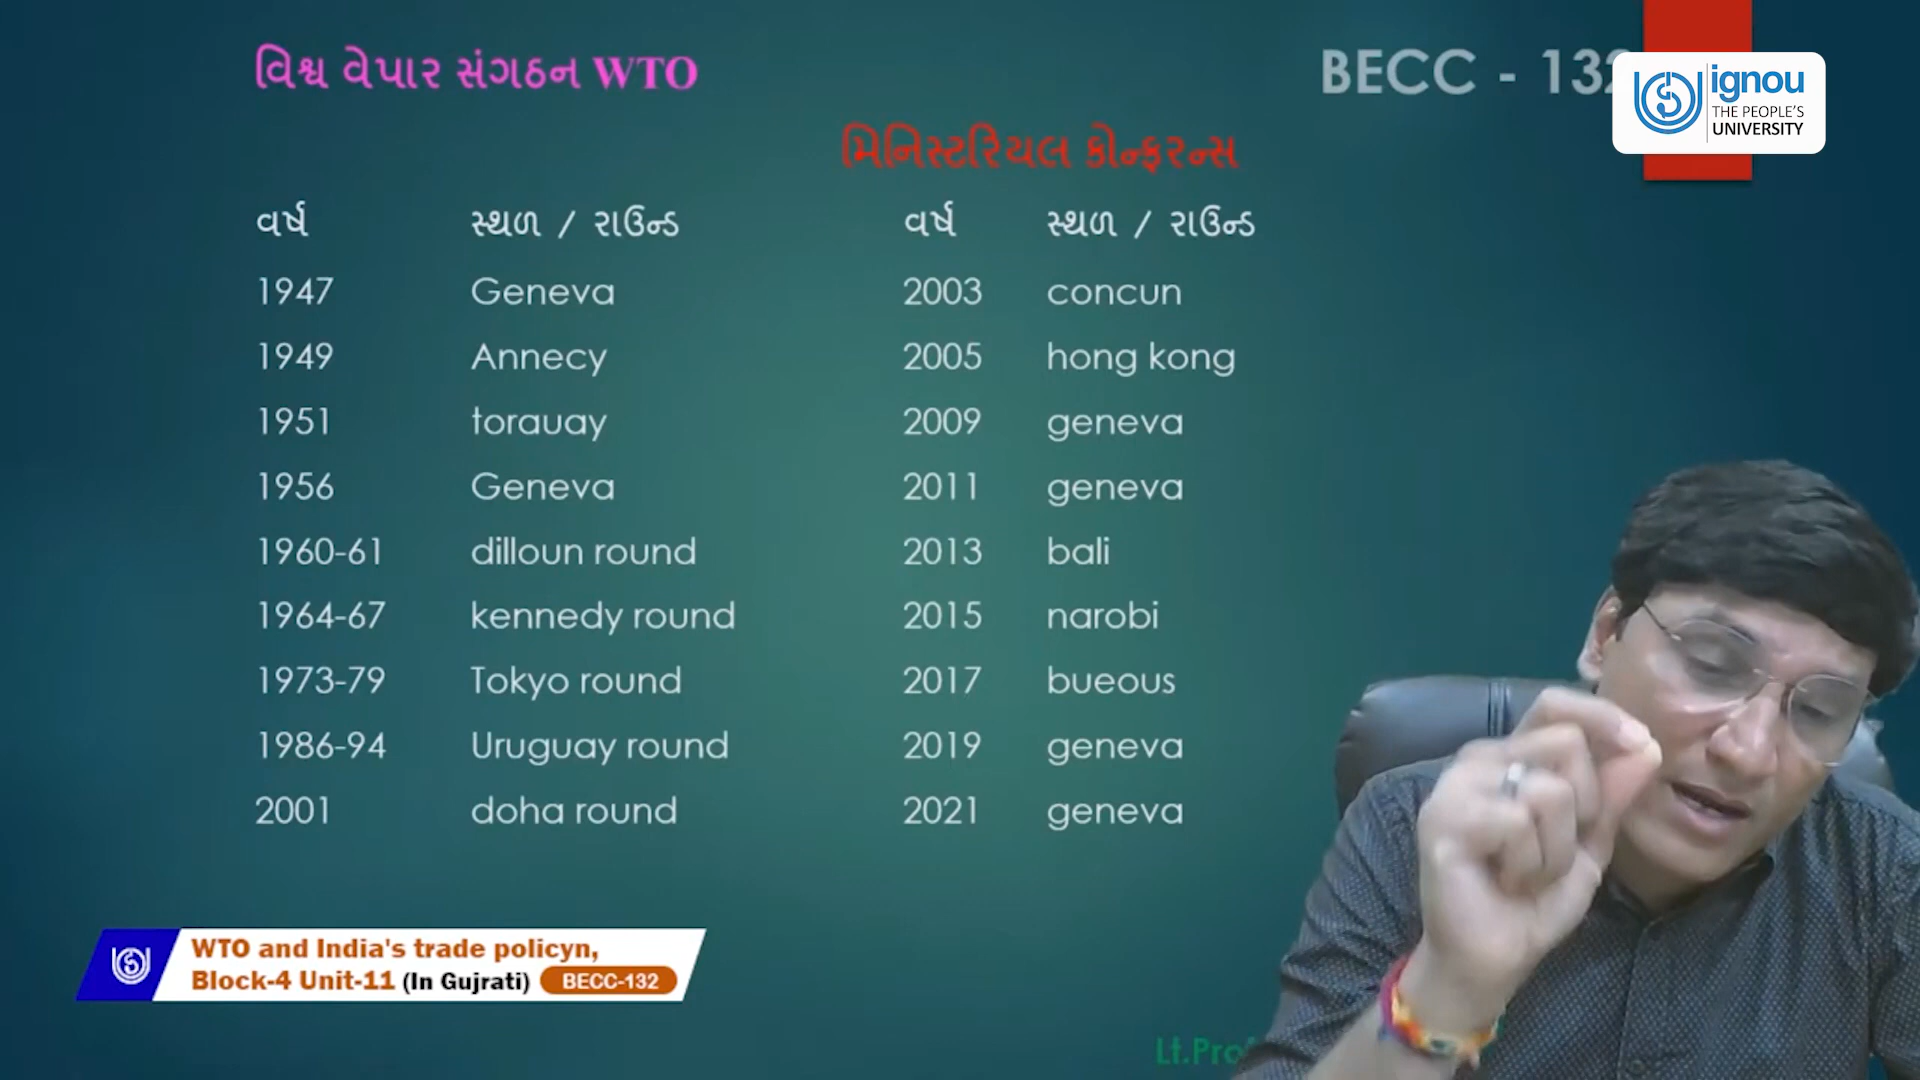 વિશ્વ વેપાર સંગઠન WTO
BECC - 132
ignou
THE PEOPLE'S
UNIVERSITY
મિનિસ્ટરિયલ કોન્ફરન્સ
વર્ષ સ્થળ / રાઉન્ડ વર્ષ સ્થળ / રાઉન્ડ
1947 Geneva 2003 concun
1949 Annecy 2005 hong kong
1951 torauay 2009 geneva
1956 Geneva 2011 geneva
1960-61 dilloun round 2013 bali
1964-67 kennedy round 2015 narobi
1973-79 Tokyo round 2017 bueous
1986-94 Uruguay round 2019 geneva
2001 doha round 2021 geneva
WTO and India's trade policyn,
Block-4 Unit-11 (In Gujrati) BECC-132